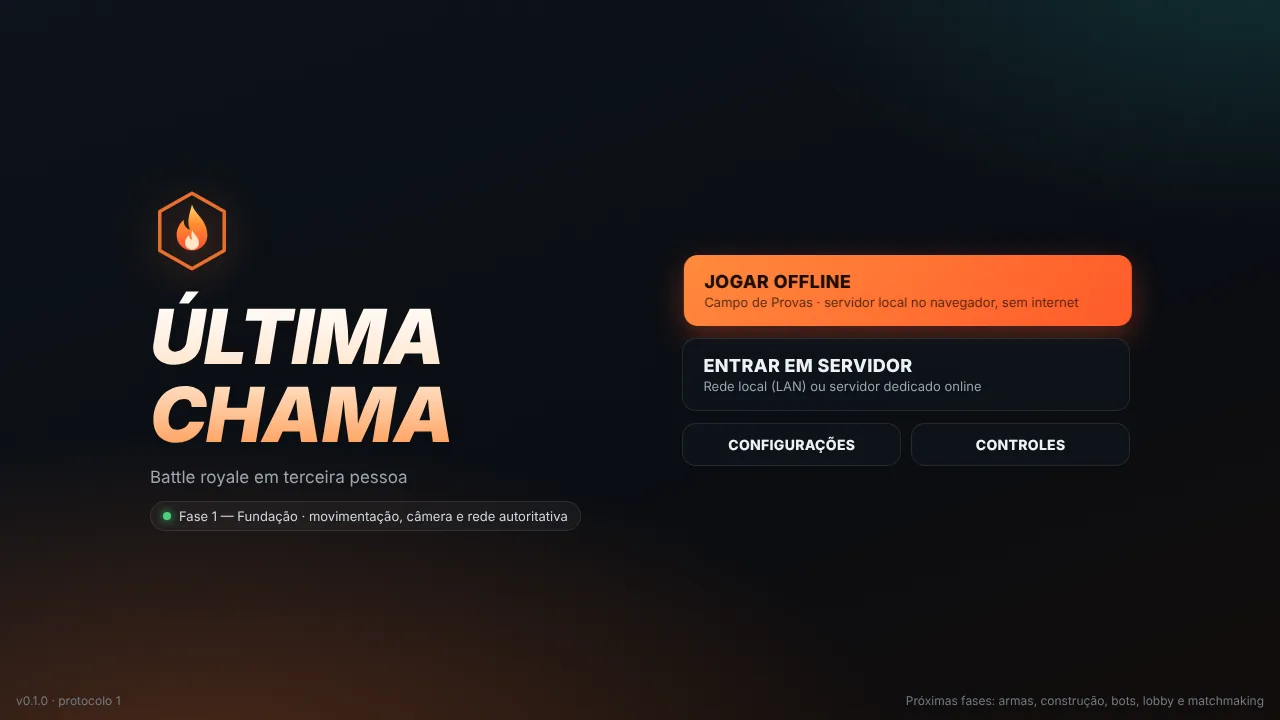 ÚLTIMA
CHAMA
Battle royale em terceira pessoa
Fase 1 — Fundação · movimentação, câmera e rede autoritativa
JOGAR OFFLINE
Campo de Provas · servidor local no navegador, sem internet
ENTRAR EM SERVIDOR
Rede local (LAN) ou servidor dedicado online
CONFIGURAÇÕES
CONTROLES
v0.1.0 · protocolo 1
Próximas fases: armas, construção, bots, lobby e matchmaking